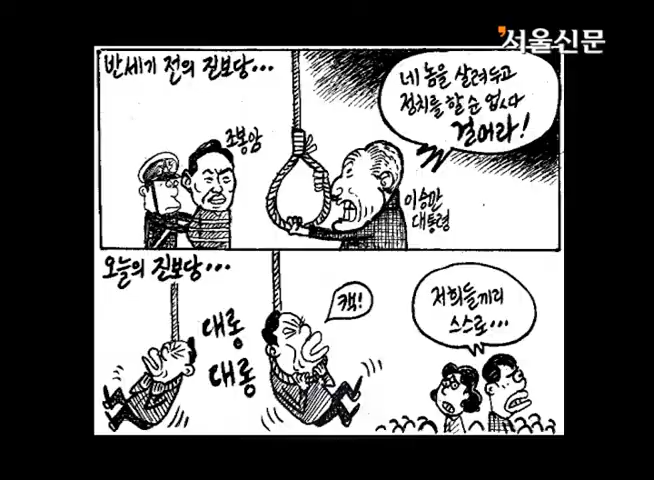 서울신문
반세기 전의 진보당...
네 놈을 살려두고
정치를 할 순 없다
걸어라!
조봉암
이승만
대통령
오늘의 진보당...
대롱
대롱
캑!
저희들끼리
스스로...